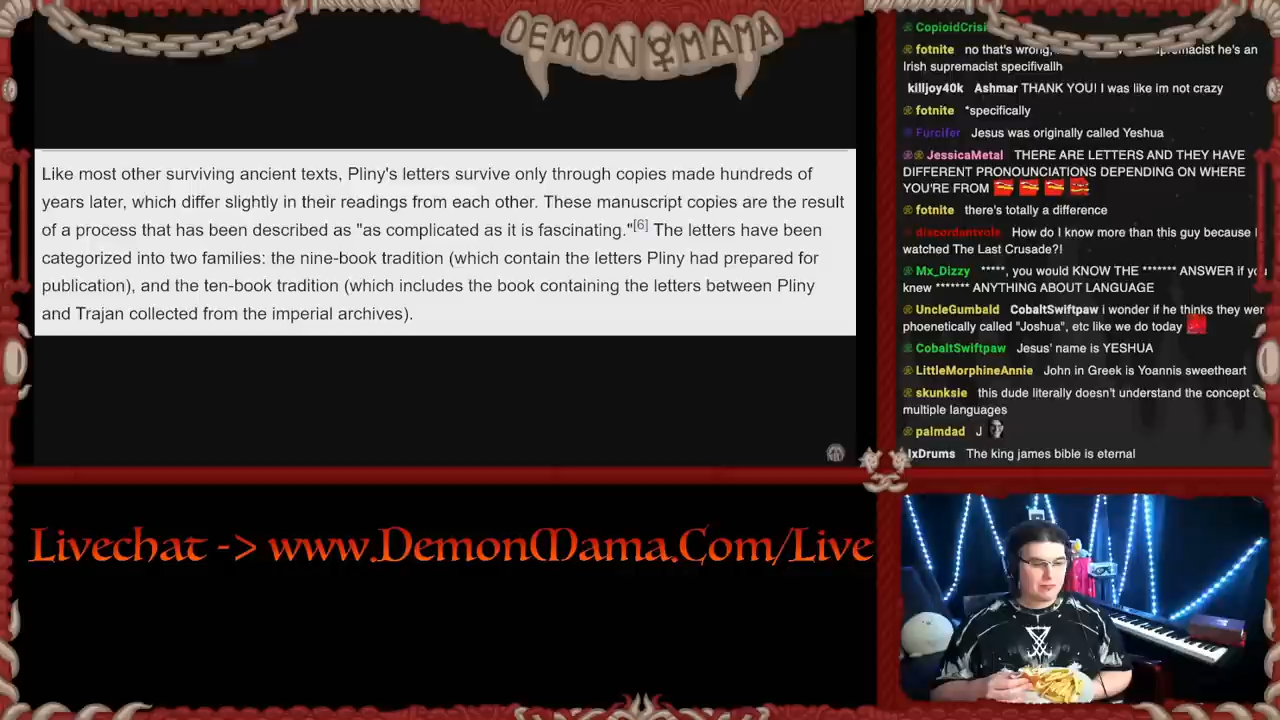 DEMON MAMA
Like most other surviving ancient texts, Pliny's letters survive only through copies made hundreds of
years later, which differ slightly in their readings from each other. These manuscript copies are the result
of a process that has been described as "as complicated as it is fascinating."[6] The letters have been
categorized into two families: the nine-book tradition (which contain the letters Pliny had prepared for
publication), and the ten-book tradition (which includes the book containing the letters between Pliny
and Trajan collected from the imperial archives).
Livechat -> www.DemonMama.Com/Live
CopioidCrisi
fotnite no that's wrong, he's an
Irish supremacist specifivallh
killjoy40k Ashmar THANK YOU! I was like im not crazy
fotnite *specifically
Furcifer Jesus was originally called Yeshua
JessicaMetal THERE ARE LETTERS AND THEY HAVE
DIFFERENT PRONOUNCIATIONS DEPENDING ON WHERE
YOU'RE FROM
fotnite there's totally a difference
discordantvole How do I know more than this guy because I
watched The Last Crusade?!
Mx_Dizzy *****, you would KNOW THE ******* ANSWER if you
knew ******* ANYTHING ABOUT LANGUAGE
UncleGumbald CobaltSwiftpaw i wonder if he thinks they wer
phoenetically called "Joshua", etc like we do today
CobaltSwiftpaw Jesus' name is YESHUA
LittleMorphineAnnie John in Greek is Yoannis sweetheart
skunksie this dude literally doesn't understand the concept
multiple languages
palmdad J
IxDrums The king james bible is eternal